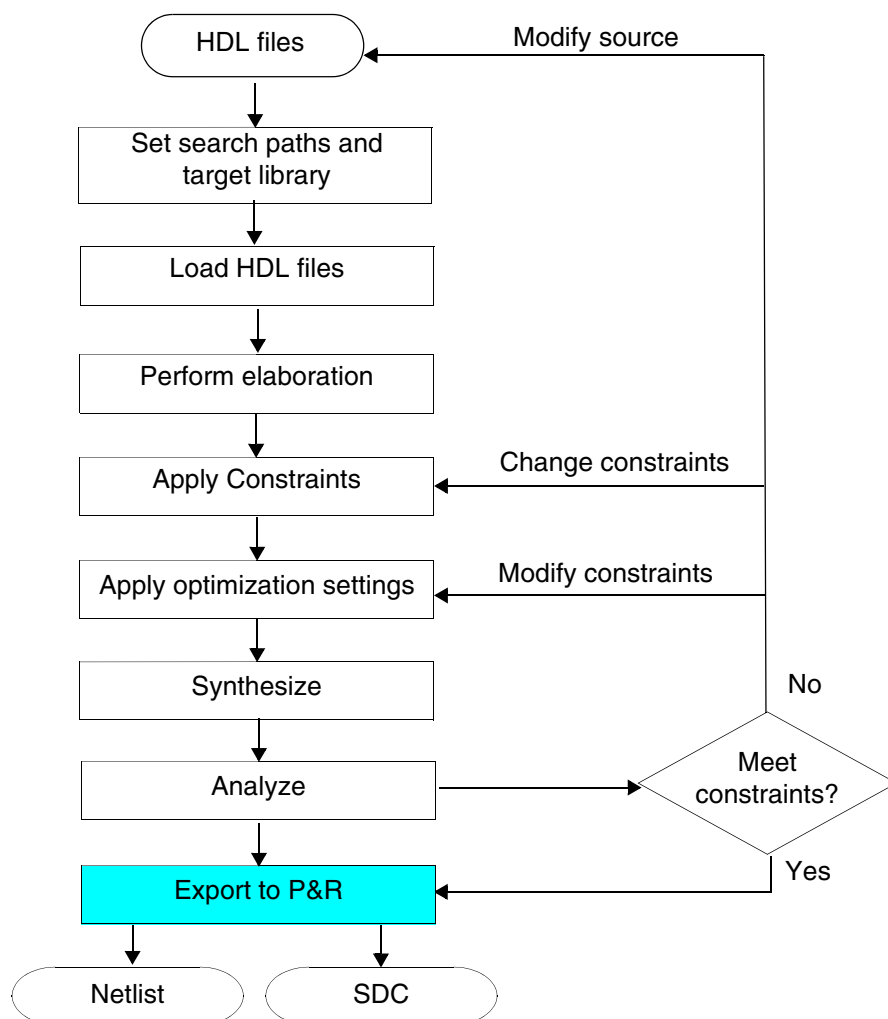 HDL files
Modify source
Set search paths and
target library
Load HDL files
Perform elaboration
Apply Constraints
Change constraints
Apply optimization settings
Modify constraints
Synthesize
No
Analyze
Meet
constraints?
Export to P&R
Yes
Netlist
SDC